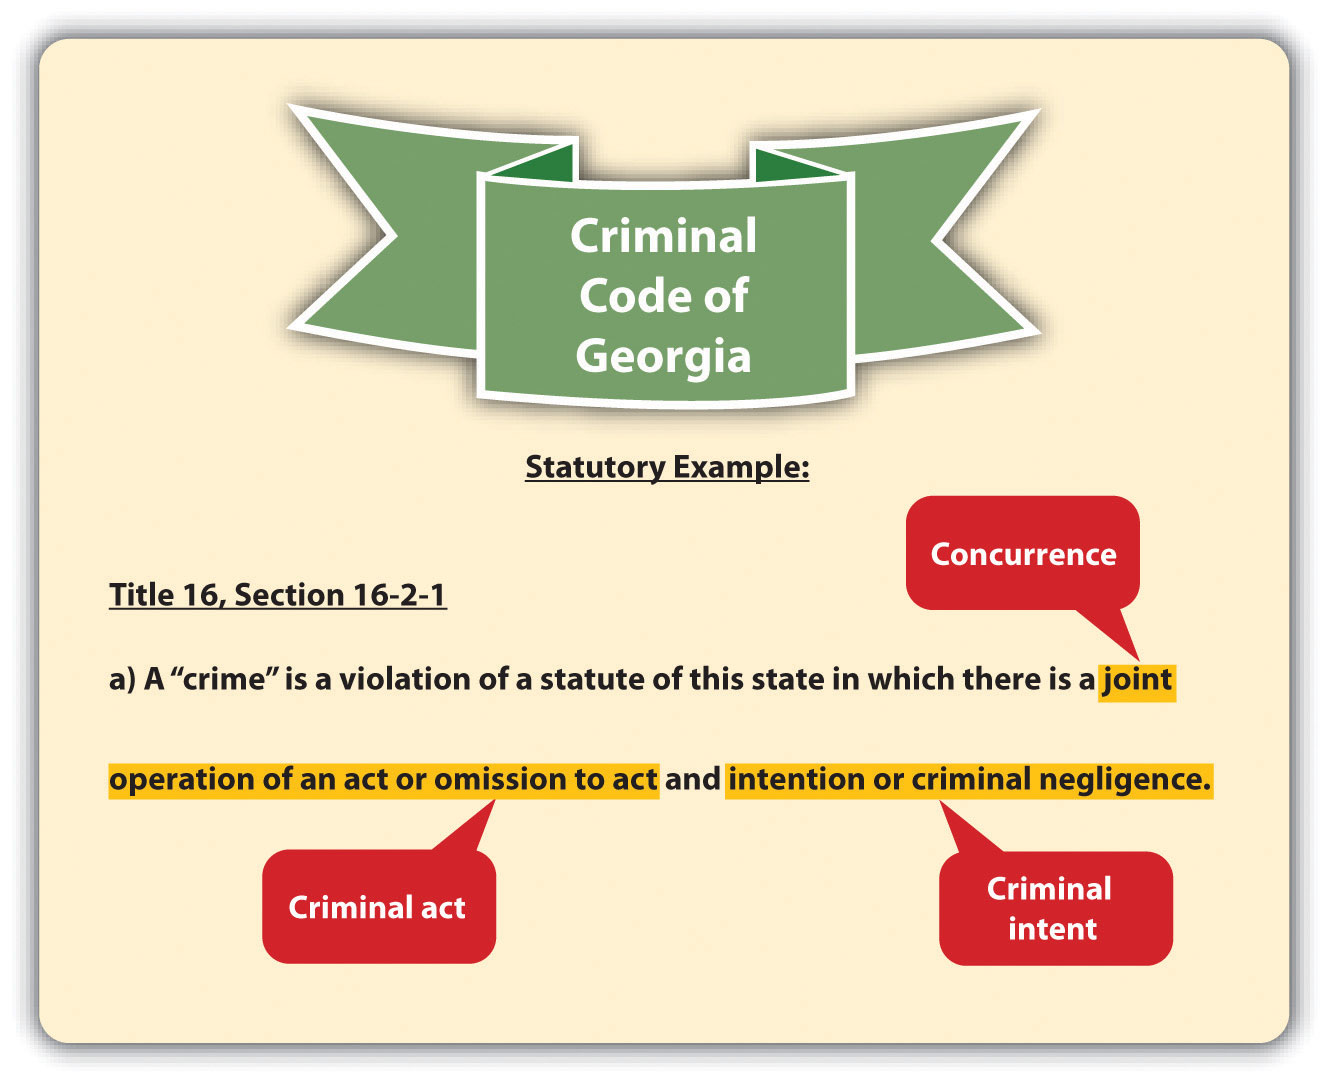 Criminal
Code of
Georgia
Statutory Example:
Concurrence
Title 16, Section 16-2-1
a) A “crime” is a violation of a statute of this state in which there is a joint
operation of an act or omission to act and intention or criminal negligence.
Criminal act
Criminal
intent